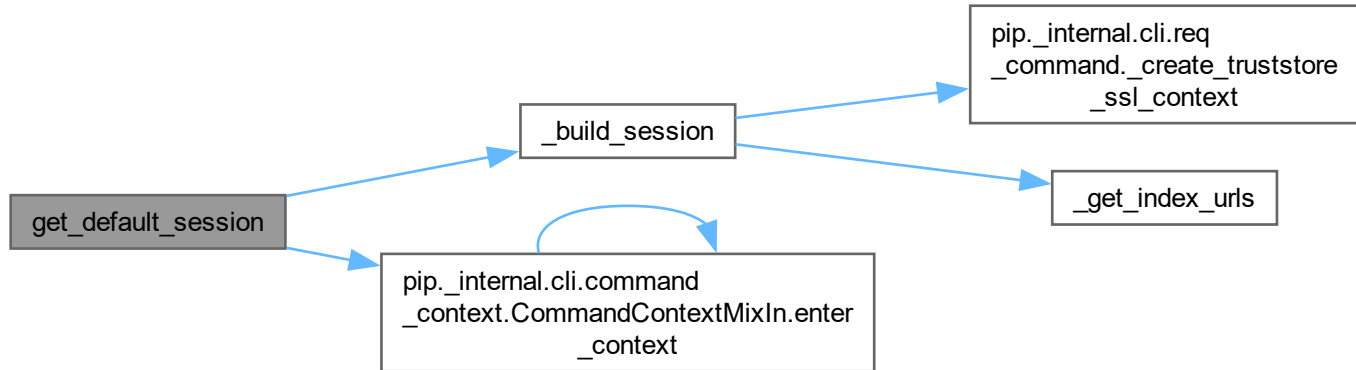 pip._internal.cli.req
_command._create_truststore
_ssl_context
_build_session
_get_index_urls
get_default_session
pip._internal.cli.command
_context.CommandContextMixIn.enter
_context